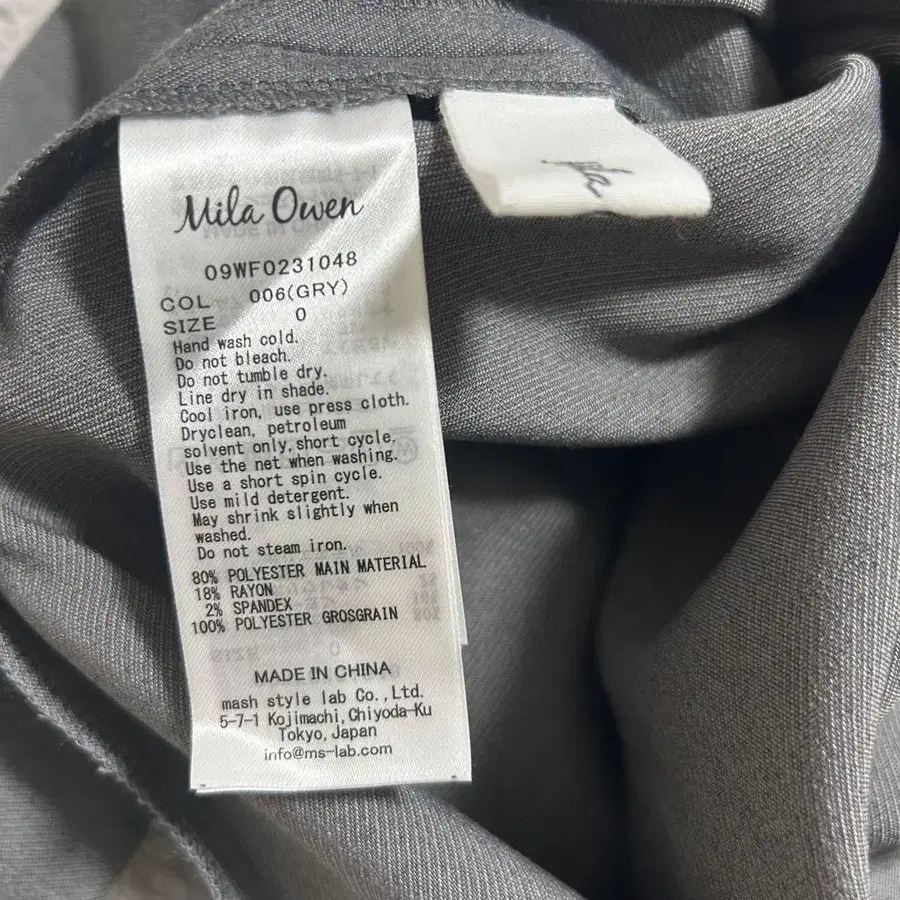 Mila Owen
09WF0231048
COL 006(GRY)
SIZE 0
Hand wash cold.
Do not bleach.
Do not tumble dry.
Line dry in shade.
Cool iron, use press cloth.
Dryclean, petroleum
solvent only,short cycle.
Use the net when washing.
Use a short spin cycle.
Use mild detergent.
May shrink slightly when
washed.
Do not steam iron.
80% POLYESTER MAIN MATERIAL
18% RAYON
2% SPANDEX
100% POLYESTER GROSGRAIN
MADE IN CHINA
mash style lab Co.,Ltd.
5-7-1 Kojimachi,Chiyoda-Ku
Tokyo,Japan
info@ms-lab.com